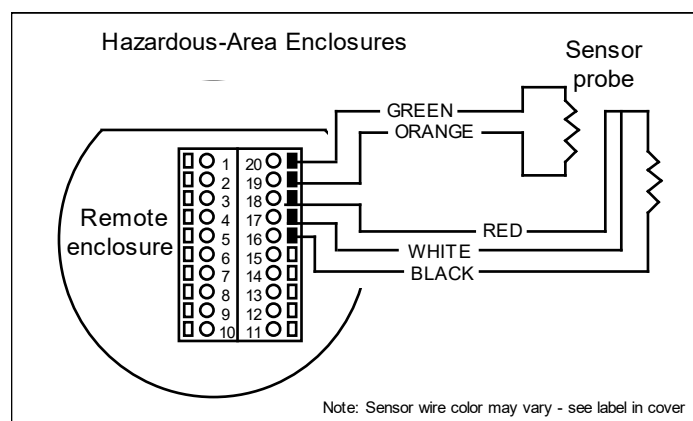 Hazardous-Area Enclosures
Sensor
probe
GREEN
ORANGE
1 20
2 19
3 18
4 17
5 16
6 15
7 14
8 13
9 12
10 11
Remote
enclosure
RED
WHITE
BLACK
Note: Sensor wire color may vary - see label in cover